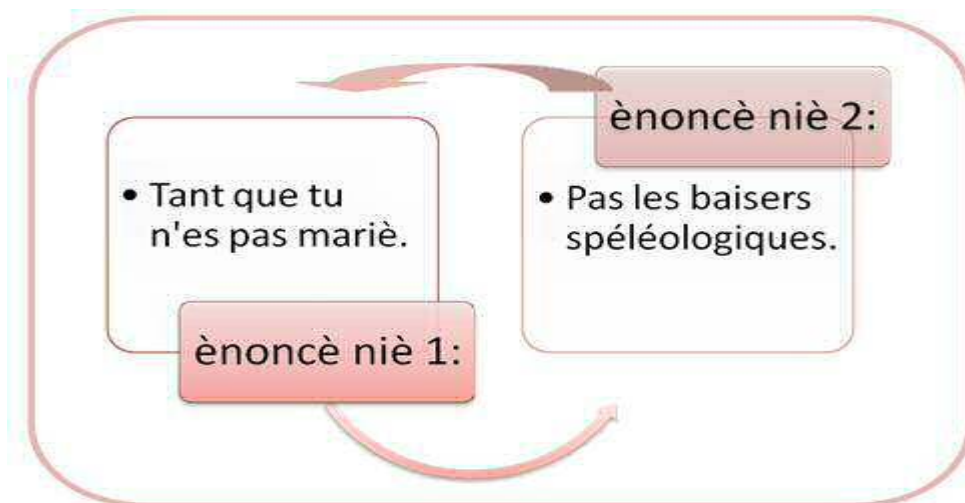 • Tant que tu
n'es pas mariè.
ènoncè niè 1:
ènoncè niè 2:
• Pas les baisers
spéléologiques.